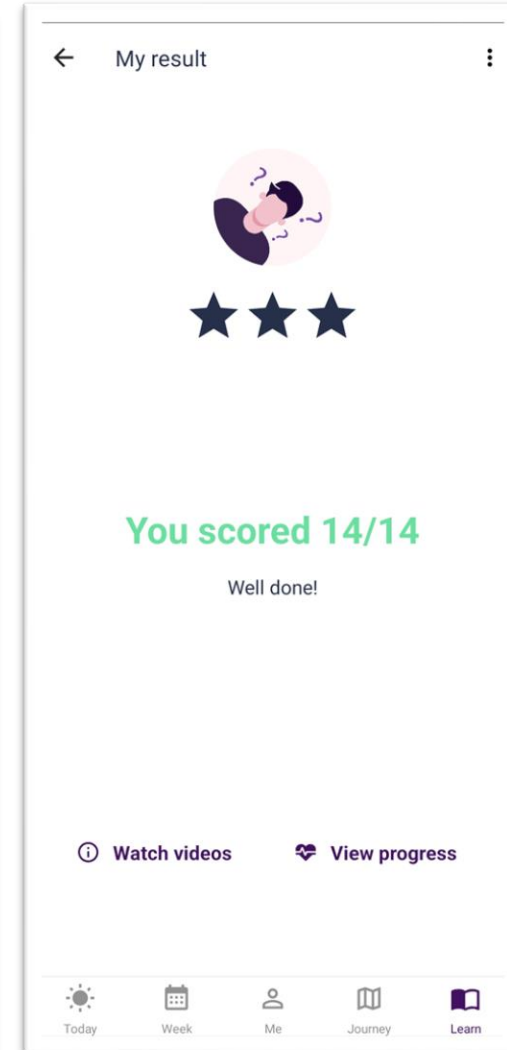 My result
? ? ?
You scored 14/14
Well done!
Watch videos View progress
Today Week Me Journey Learn